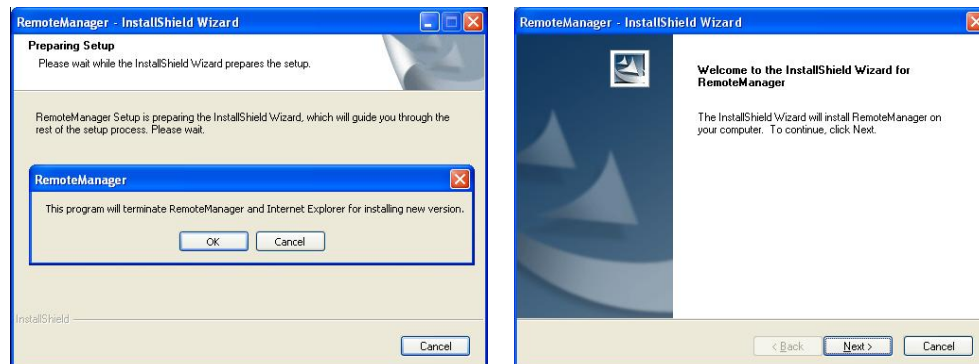 RemoteManager - InstallShield Wizard
Preparing Setup
Please wait while the InstallShield Wizard prepares the setup.
RemoteManager Setup is preparing the InstallShield Wizard, which will guide you through the
rest of the setup process. Please wait.
RemoteManager
This program will terminate RemoteManager and Internet Explorer for installing new version.
OK
Cancel
InstallShield
Cancel
RemoteManager - InstallShield Wizard
Welcome to the InstallShield Wizard for
RemoteManager
The InstallShield Wizard will install RemoteManager on
your computer. To continue, click Next.
< Back
Next >
Cancel